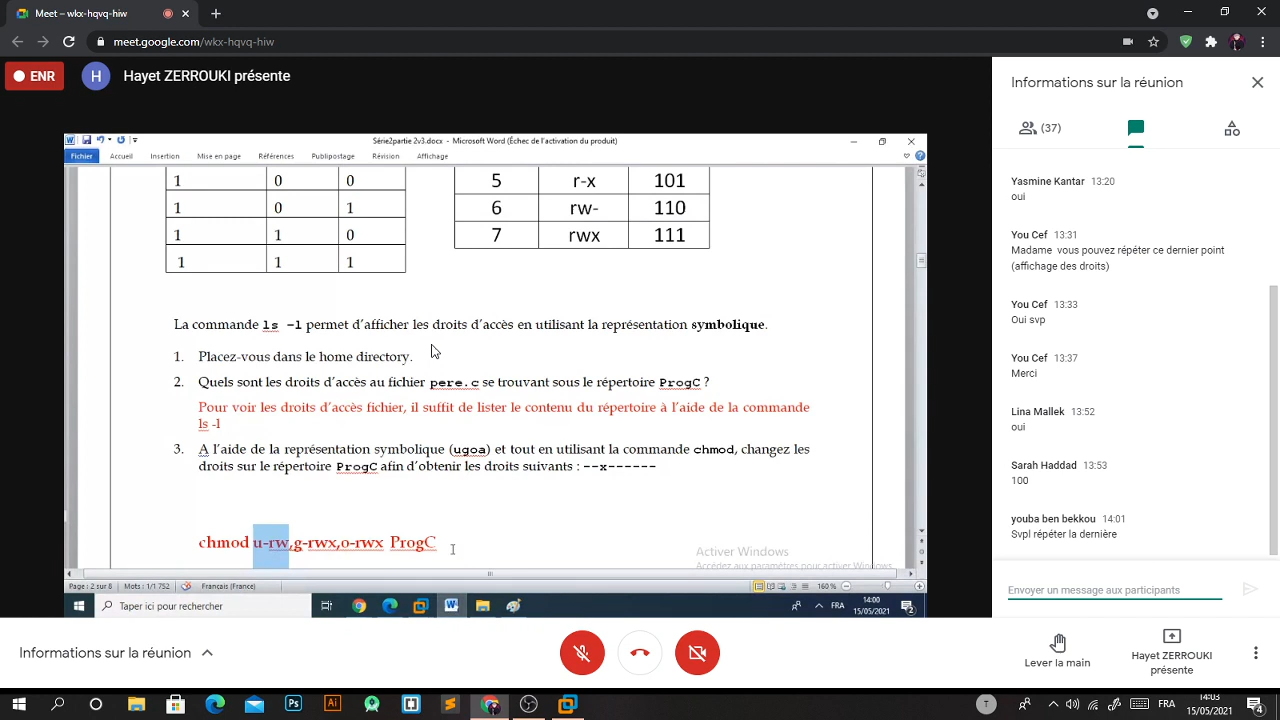 Meet – wkx-hqvq-hiw
meet.google.com/wkx-hqvq-hiw
ENR
H
Hayet ZERROUKI présente
Série2partie 2v3.docx - Microsoft Word (Échec de l'activation du produit)
Fichier Accueil Insertion Mise en page Références Publipostage Révision Affichage
1 0 0
1 0 1
1 1 0
1 1 1
5 r-x 101
6 rw- 110
7 rwx 111
La commande ls -l permet d'afficher les droits d'accès en utilisant la représentation symbolique.
1. Placez-vous dans le home directory.
2. Quels sont les droits d'accès au fichier pere.c se trouvant sous le répertoire ProgC ?
Pour voir les droits d'accès fichier, il suffit de lister le contenu du répertoire à l'aide de la commande
ls -l
3. A l'aide de la représentation symbolique (ugoa) et tout en utilisant la commande chmod, changez les
droits sur le répertoire ProgC afin d'obtenir les droits suivants : --x------
chmod u-rw,g-rwx,o-rwx ProgC
Activer Windows
Accédez aux paramètres pour activer Windows.
Page : 2 sur 8 Mots : 1/1 752 Français (France) 160 %
Taper ici pour rechercher
FRA
14:00
15/05/2021
2
Informations sur la réunion
(37)
Yasmine Kantar 13:20
oui
You Cef 13:31
Madame vous pouvez répéter ce dernier point
(affichage des droits)
You Cef 13:33
Oui svp
You Cef 13:37
Merci
Lina Mallek 13:52
oui
Sarah Haddad 13:53
100
youba ben bekkou 14:01
Svpl répéter la dernière
Envoyer un message aux participants
Informations sur la réunion
Lever la main
Hayet ZERROUKI
présente
Ps
Ai
T
FRA
14:03
15/05/2021
4